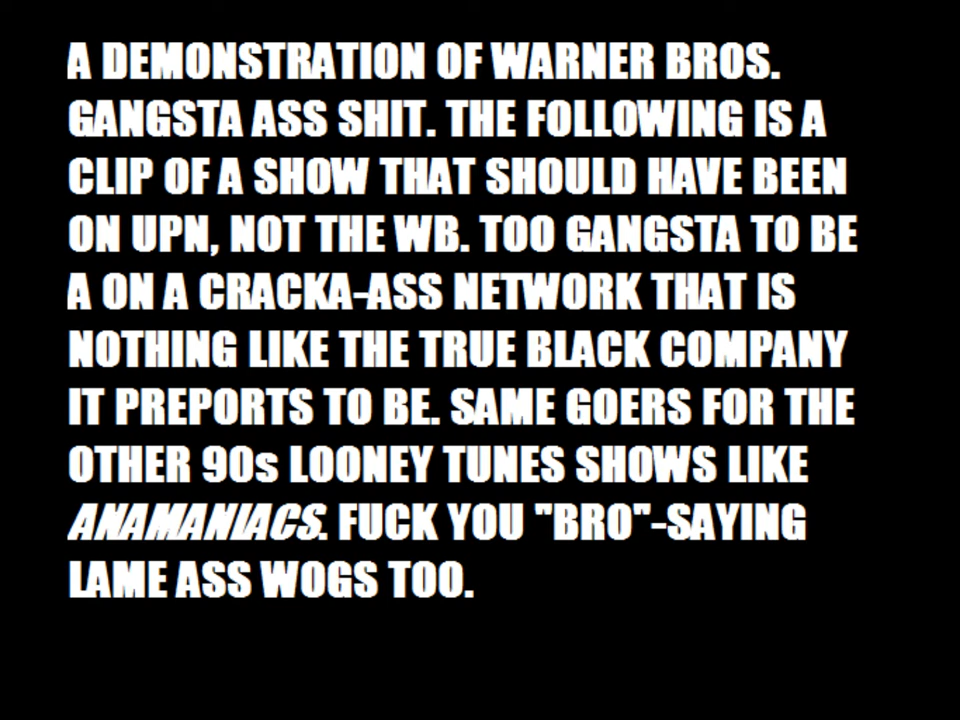 A DEMONSTRATION OF WARNER BROS.
GANGSTA ASS SHIT. THE FOLLOWING IS A
CLIP OF A SHOW THAT SHOULD HAVE BEEN
ON UPN, NOT THE WB. TOO GANGSTA TO BE
A ON A CRACKA-ASS NETWORK THAT IS
NOTHING LIKE THE TRUE BLACK COMPANY
IT PREPORTS TO BE. SAME GOERS FOR THE
OTHER 90s LOONEY TUNES SHOWS LIKE
ANAMANIACS. FUCK YOU "BRO"-SAYING
LAME ASS WOGS TOO.